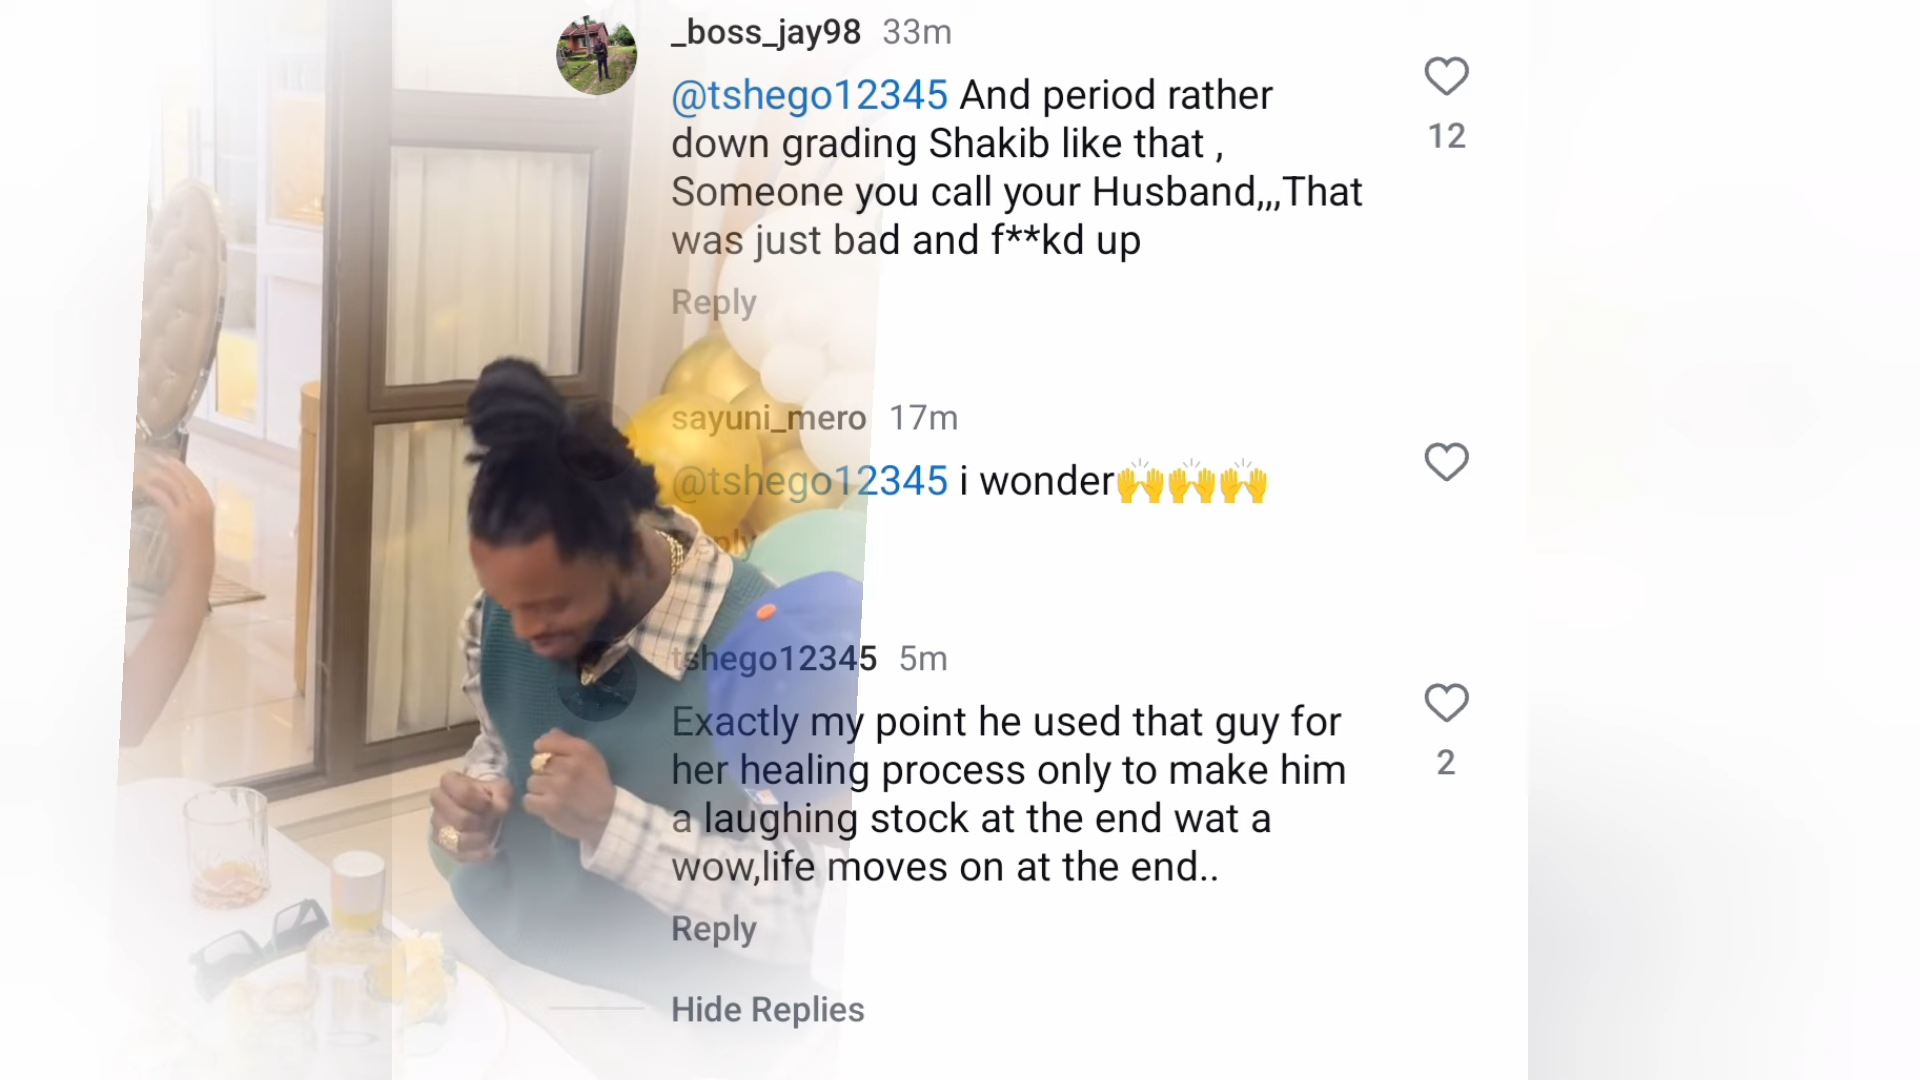 _boss_jay98 33m
@tshego12345 And period rather
down grading Shakib like that ,
Someone you call your Husband,,,That
was just bad and f**kd up
12
Reply
sayuni_mero 17m
@tshego12345 i wonder🙌🙌🙌
Reply
tshego12345 5m
Exactly my point he used that guy for
her healing process only to make him
a laughing stock at the end wat a
wow,life moves on at the end..
2
Reply
Hide Replies